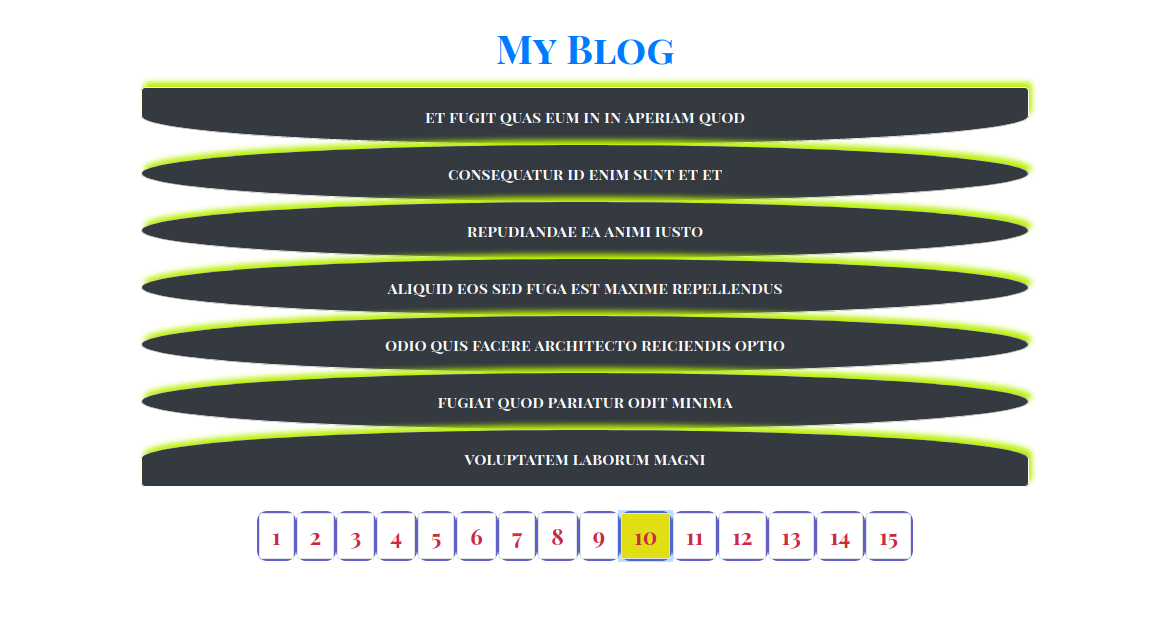 My Blog
ET FUGIT QUAS EUM IN IN APERIAM QUOD
CONSEQUATUR ID ENIM SUNT ET ET
REPUDIANDAE EA ANIMI IUSTO
ALIQUID EOS SED FUGA EST MAXIME REPELLENDUS
ODIO QUIS FACERE ARCHITECTO REICIENDIS OPTIO
FUGIAT QUOD PARIATUR ODIT MINIMA
VOLUPTATEM LABORUM MAGNI
1 2 3 4 5 6 7 8 9 10 11 12 13 14 15